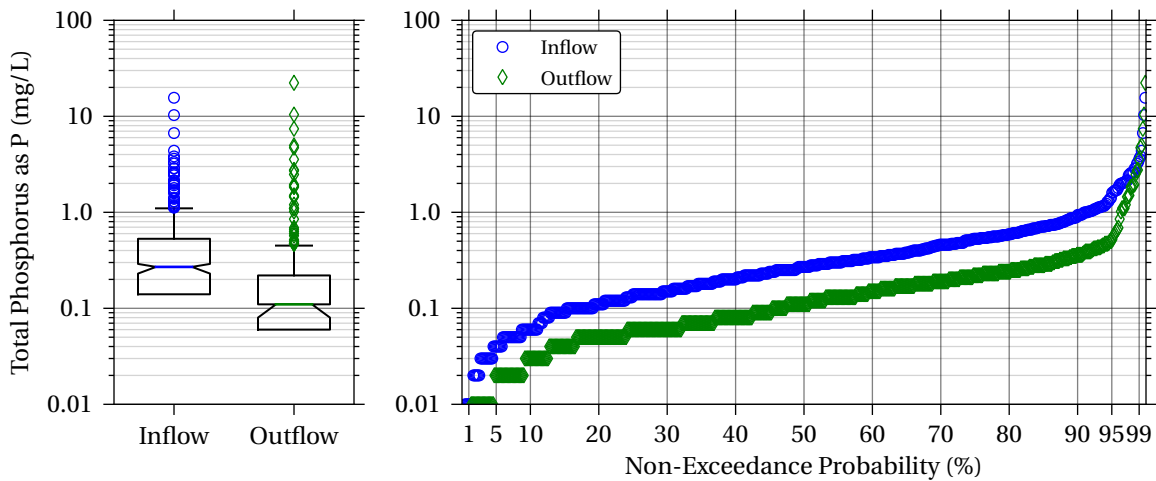 Total Phosphorus as P (mg/L)
100
10
1.0
0.1
0.01
Inflow
Outflow
100
10
1.0
0.1
0.01
Inflow
Outflow
1 5 10 20 30 40 50 60 70 80 90 95 99
Non-Exceedance Probability (%)